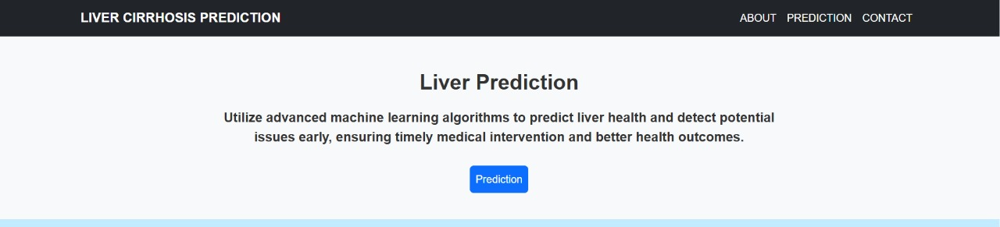 LIVER CIRRHOSIS PREDICTION ABOUT PREDICTION CONTACT
Liver Prediction
Utilize advanced machine learning algorithms to predict liver health and detect potential
issues early, ensuring timely medical intervention and better health outcomes.
Prediction